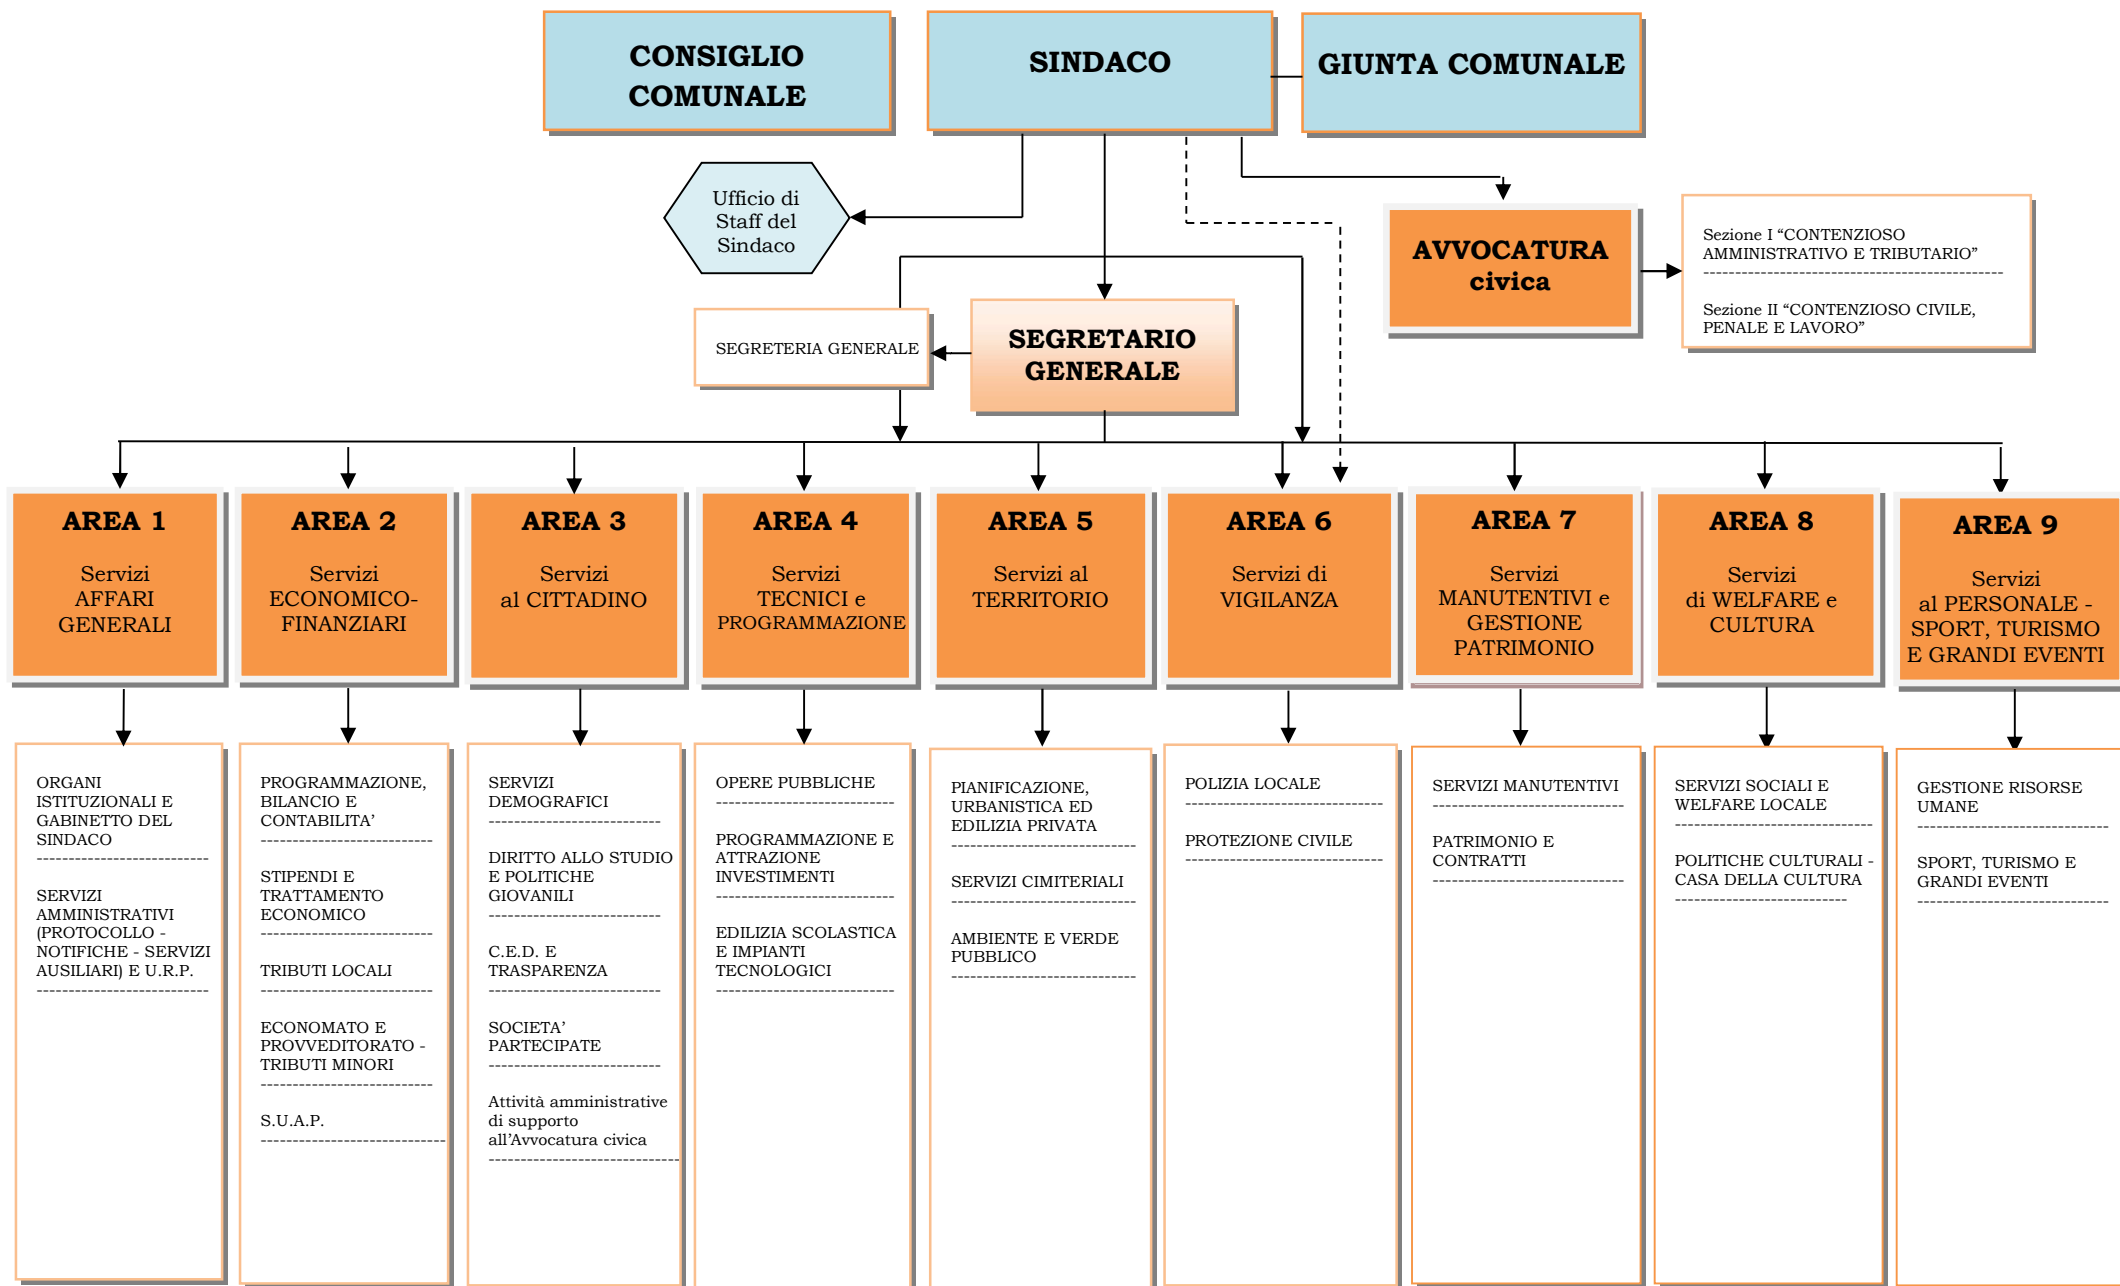 CONSIGLIO
COMUNALE
SINDACO
GIUNTA COMUNALE
Ufficio di
Staff del
Sindaco
AVVOCATURA
civica
Sezione I “CONTENZIOSO
AMMINISTRATIVO E TRIBUTARIO”
-----------------------------------------------
Sezione II “CONTENZIOSO CIVILE,
PENALE E LAVORO”
SEGRETERIA GENERALE
SEGRETARIO
GENERALE
AREA 1
Servizi
AFFARI
GENERALI
AREA 2
Servizi
ECONOMICO-
FINANZIARI
AREA 3
Servizi
al CITTADINO
AREA 4
Servizi
TECNICI e
PROGRAMMAZIONE
AREA 5
Servizi al
TERRITORIO
AREA 6
Servizi di
VIGILANZA
AREA 7
Servizi
MANUTENTIVI e
GESTIONE
PATRIMONIO
AREA 8
Servizi
di WELFARE e
CULTURA
AREA 9
Servizi
al PERSONALE -
SPORT, TURISMO
E GRANDI EVENTI
ORGANI
ISTITUZIONALI E
GABINETTO DEL
SINDACO
---------------------------
SERVIZI
AMMINISTRATIVI
(PROTOCOLLO -
NOTIFICHE - SERVIZI
AUSILIARI) E U.R.P.
---------------------------
PROGRAMMAZIONE,
BILANCIO E
CONTABILITA’
---------------------------
STIPENDI E
TRATTAMENTO
ECONOMICO
---------------------------
TRIBUTI LOCALI
---------------------------
ECONOMATO E
PROVVEDITORATO -
TRIBUTI MINORI
---------------------------
S.U.A.P.
-----------------------------
SERVIZI
DEMOGRAFICI
---------------------------
DIRITTO ALLO STUDIO
E POLITICHE
GIOVANILI
---------------------------
C.E.D. E
TRASPARENZA
---------------------------
SOCIETA’
PARTECIPATE
---------------------------
Attività amministrative
di supporto
all’Avvocatura civica
------------------------------
OPERE PUBBLICHE
----------------------------
PROGRAMMAZIONE E
ATTRAZIONE
INVESTIMENTI
----------------------------
EDILIZIA SCOLASTICA
E IMPIANTI
TECNOLOGICI
----------------------------
PIANIFICAZIONE,
URBANISTICA ED
EDILIZIA PRIVATA
-----------------------------
SERVIZI CIMITERIALI
-----------------------------
AMBIENTE E VERDE
PUBBLICO
-----------------------------
POLIZIA LOCALE
-------------------------------
PROTEZIONE CIVILE
-------------------------------
SERVIZI MANUTENTIVI
------------------------------
PATRIMONIO E
CONTRATTI
------------------------------
SERVIZI SOCIALI E
WELFARE LOCALE
-------------------------------
POLITICHE CULTURALI -
CASA DELLA CULTURA
---------------------------
GESTIONE RISORSE
UMANE
------------------------------
SPORT, TURISMO E
GRANDI EVENTI
------------------------------